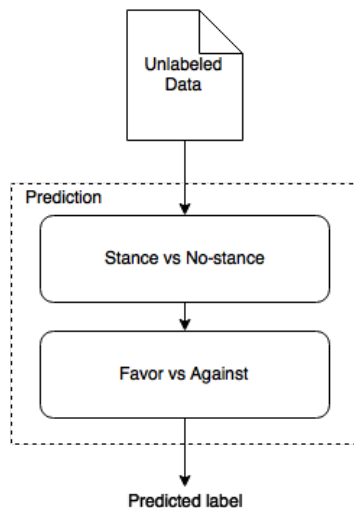 Unlabeled
Data
Prediction
Stance vs No-stance
Favor vs Against
Predicted label